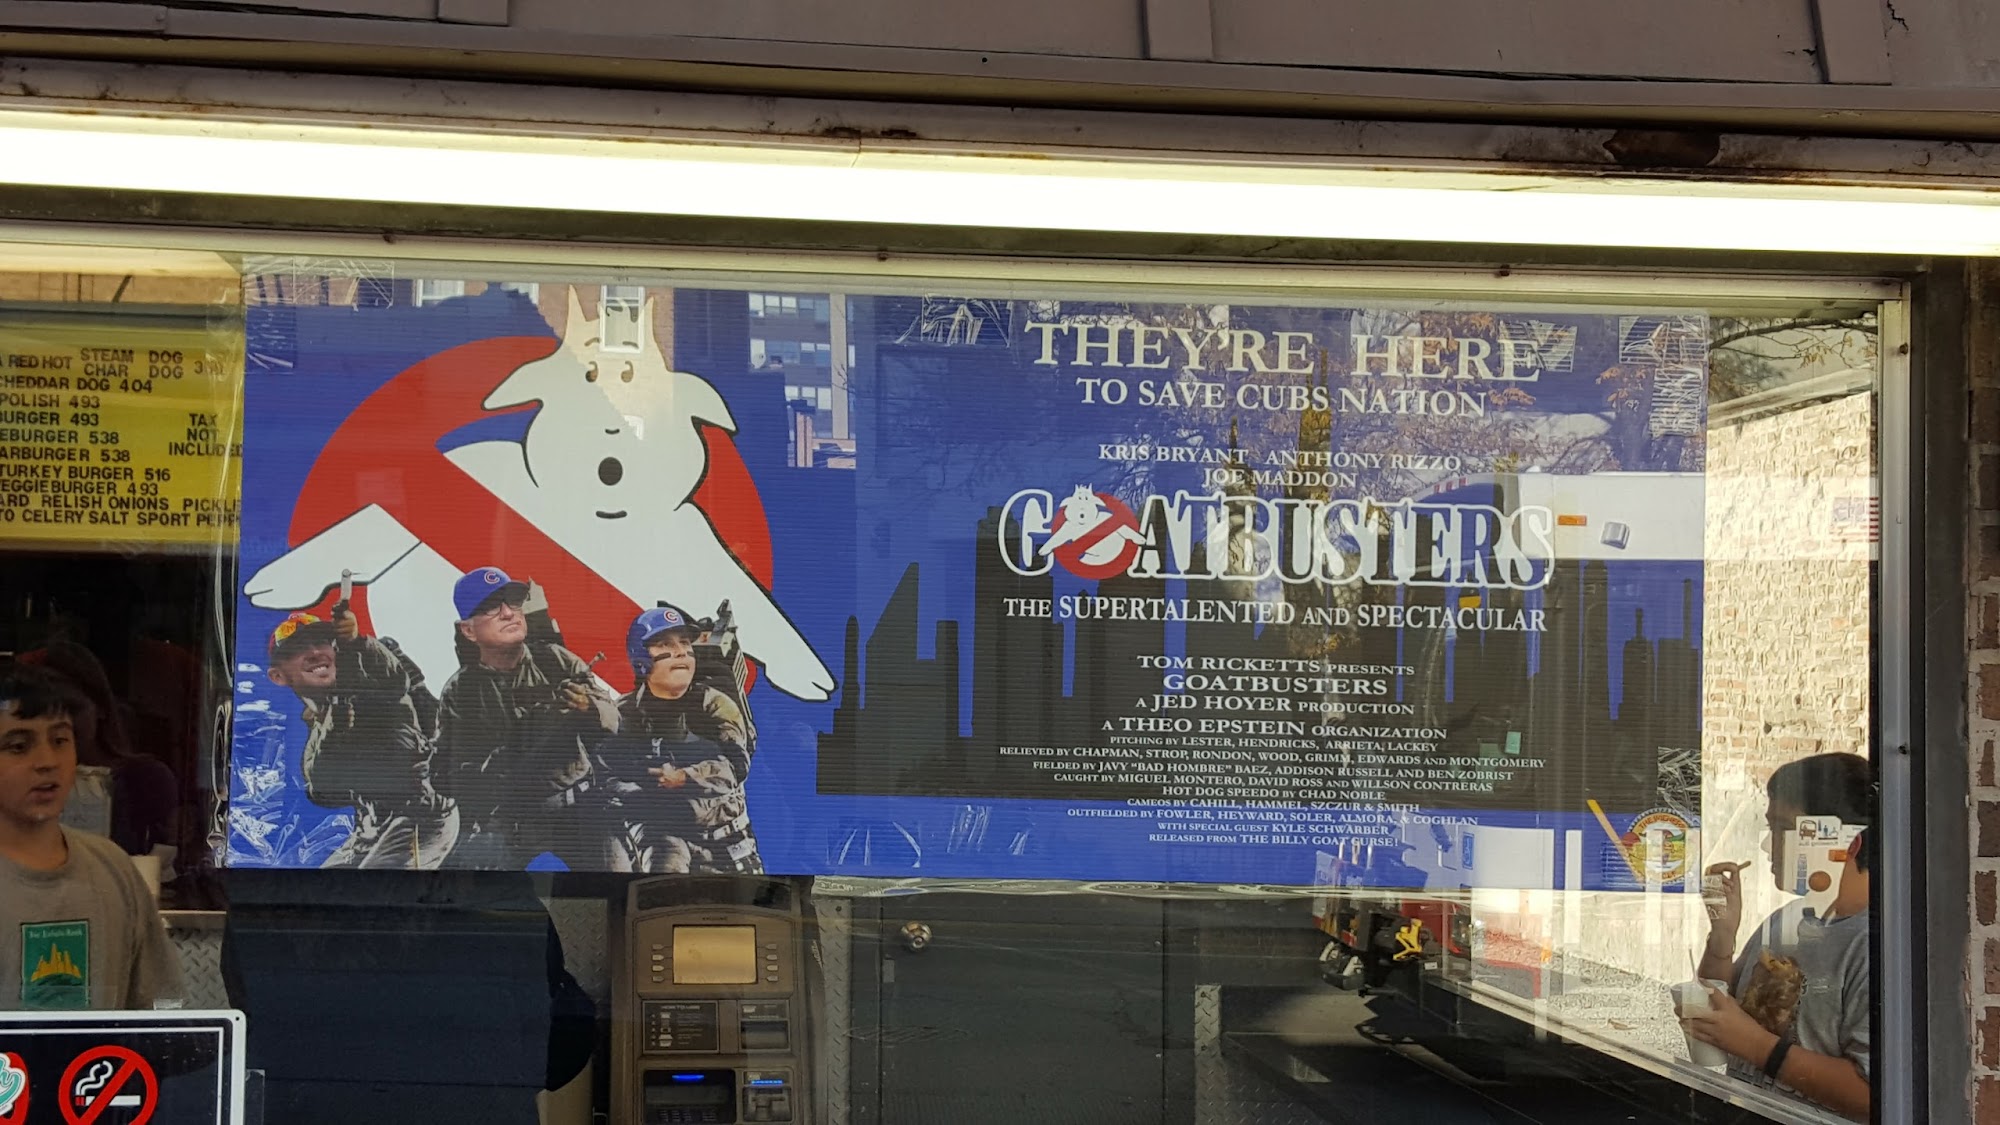 RED HOT STEAM DOG
CHAR DOG
CHEDDAR DOG 404
POLISH 493
BURGER 493 TAX
EBURGER 538 NOT
ARBURGER 538 INCLUDED
TURKEY BURGER 516
EGGIEBURGER 493
ARD RELISH ONIONS PICKLE
TO CELERY SALT SPORT PEPP
THEY'RE HERE
TO SAVE CUBS NATION
KRIS BRYANT ANTHONY RIZZO
JOE MADDON
GOATBUSTERS
THE SUPERTALENTED AND SPECTACULAR
TOM RICKETTS PRESENTS
GOATBUSTERS
A JED HOYER PRODUCTION
A THEO EPSTEIN ORGANIZATION
PITCHING BY LESTER, HENDRICKS, ARRIETA, LACKEY
RELIEVED BY CHAPMAN, STROP, RONDON, WOOD, GRIMM, EDWARDS AND MONTGOMERY
FIELDED BY JAVY "BAD HOMBRE" BAEZ, ADDISON RUSSELL AND BEN ZOBRIST
CAUGHT BY MIGUEL MONTERO, DAVID ROSS AND WILLSON CONTRERAS
HOT DOG SPEEDO BY CHAD NOBLE
CAMEOS BY CAHILL, HAMMEL, SZCZUR & SMITH
OUTFIELDED BY FOWLER, HEYWARD, SOLER, ALMORA, & COGHLAN
WITH SPECIAL GUEST KYLE SCHWARBER
RELEASED FROM THE BILLY GOAT CURSE!
C
C